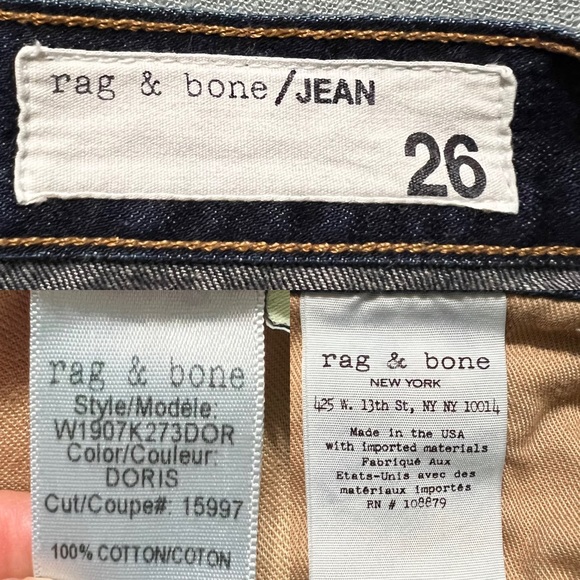 rag & bone/JEAN
26
rag & bone
Style/Modéle:
W1907K273DOR
Color/Couleur:
DORIS
Cut/Coupe#: 15997
100% COTTON/COTON
rag & bone
NEW YORK
425 W. 13th St, NY NY 10014
Made in the USA
with imported materials
Fabriqué Aux
Etats-Unis avec des
matériaux importés
RN # 108879